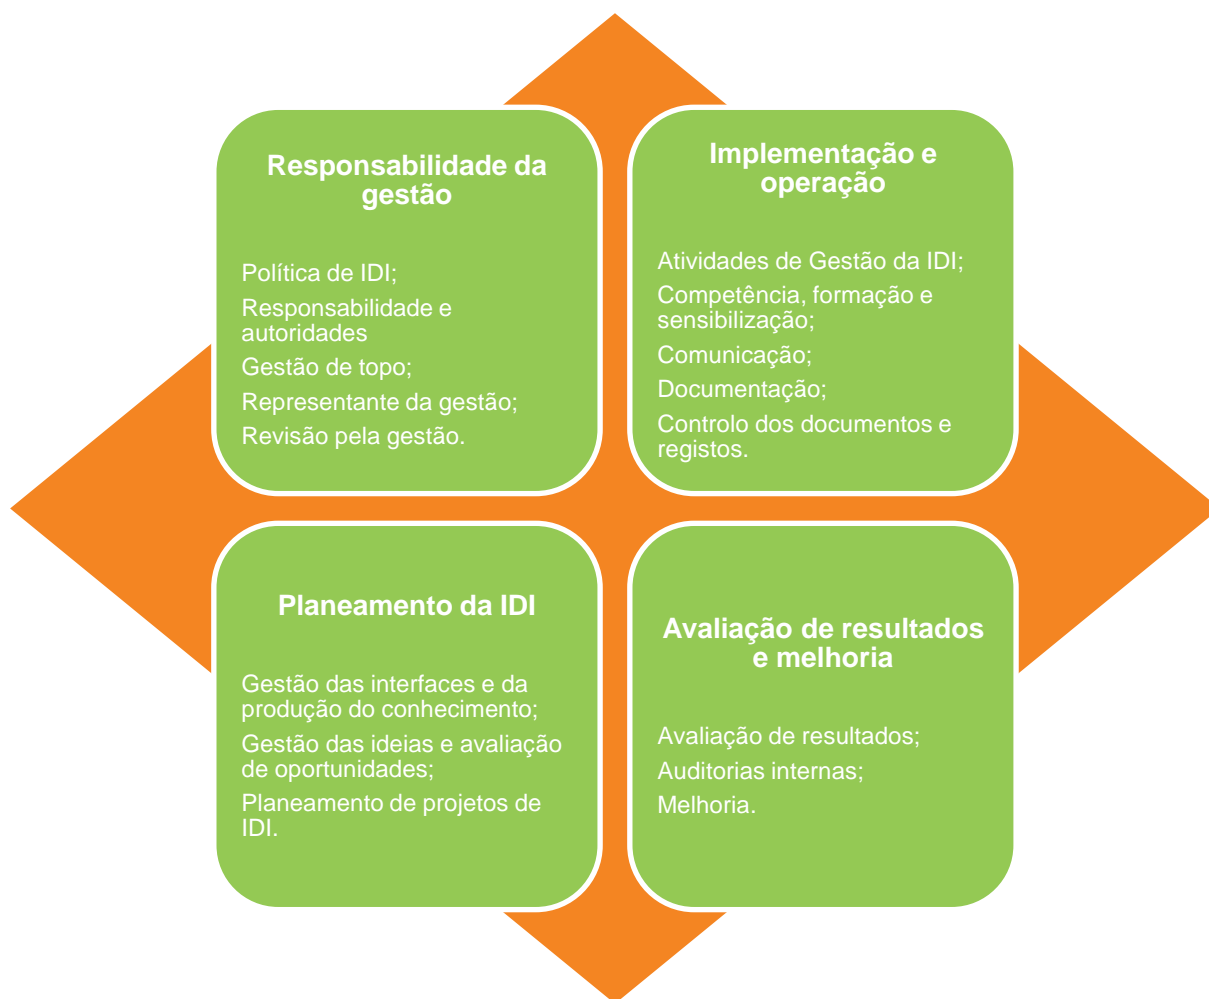 Responsabilidade da
gestão
Política de IDI;
Responsabilidade e
autoridades
Gestão de topo;
Representante da gestão;
Revisão pela gestão.
Implementação e
operação
Atividades de Gestão da IDI;
Competência, formação e
sensibilização;
Comunicação;
Documentação;
Controlo dos documentos e
registos.
Planeamento da IDI
Gestão das interfaces e da
produção do conhecimento;
Gestão das ideias e avaliação
de oportunidades;
Planeamento de projetos de
IDI.
Avaliação de resultados
e melhoria
Avaliação de resultados;
Auditorias internas;
Melhoria.